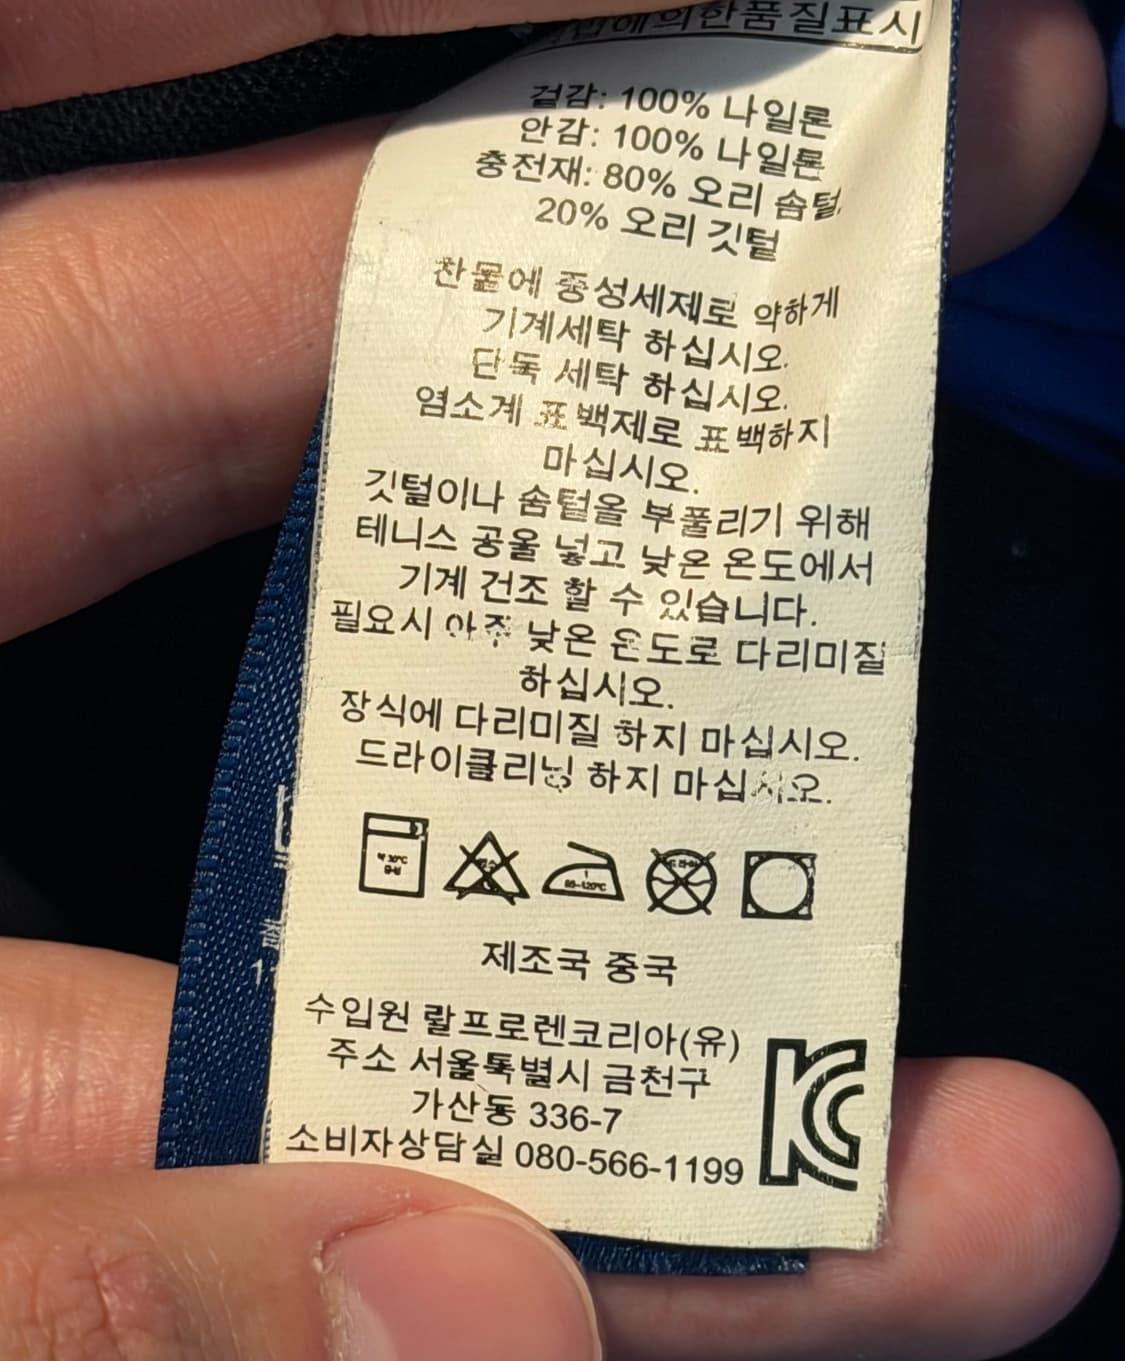 의한품질표시
겉감: 100% 나일론
안감: 100% 나일론
충전재: 80% 오리 솜털
20% 오리 깃털
찬물에 중성세제로 약하게
기계세탁 하십시오.
단독 세탁 하십시오.
염소계 표백제로 표백하지
마십시오.
깃털이나 솜털을 부풀리기 위해
테니스 공을 넣고 낮은 온도에서
기계 건조 할 수 있습니다.
필요시 아주 낮은 온도로 다리미질
하십시오.
장식에 다리미질 하지 마십시오.
드라이클리닝 하지 마십시오.
제조국 중국
수입원 랄프로렌코리아(유)
주소 서울특별시 금천구
가산동 336-7
소비자상담실 080-566-1199
KC